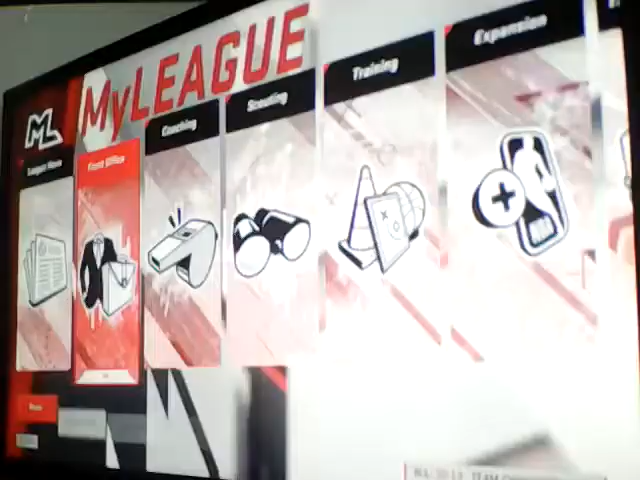 MyLEAGUE
ML
League News
Front Office
Coaching
Scouting
Training
Expansion